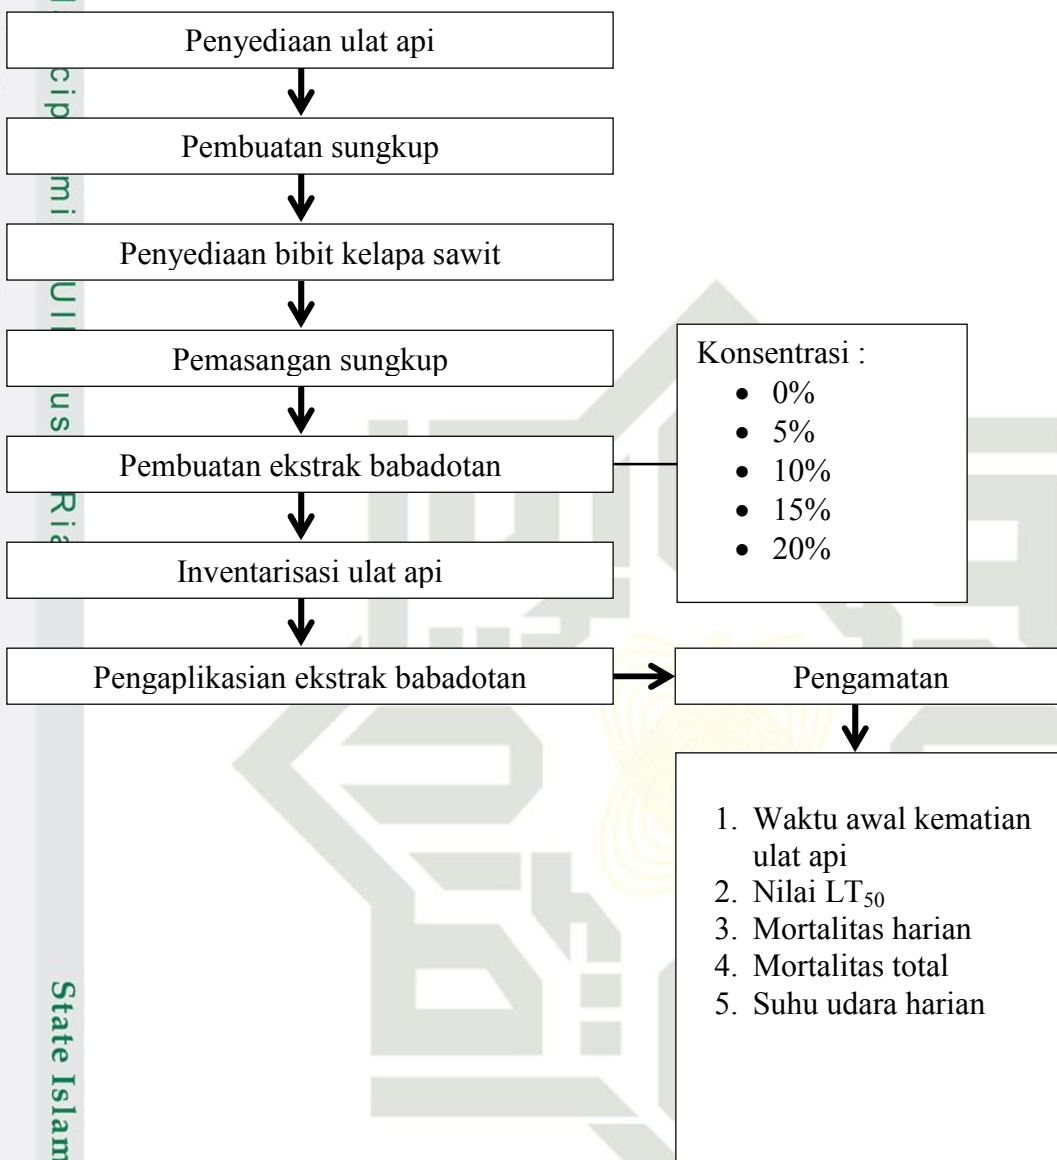 Penyediaan ulat api
Pembuatan sungkup
Penyediaan bibit kelapa sawit
Pemasangan sungkup
Pembuatan ekstrak babadotan
Konsentrasi :
• 0%
• 5%
• 10%
• 15%
• 20%
Inventarisasi ulat api
Pengaplikasian ekstrak babadotan
Pengamatan
1. Waktu awal kematian
ulat api
2. Nilai LT₅₀
3. Mortalitas harian
4. Mortalitas total
5. Suhu udara harian
State Islam